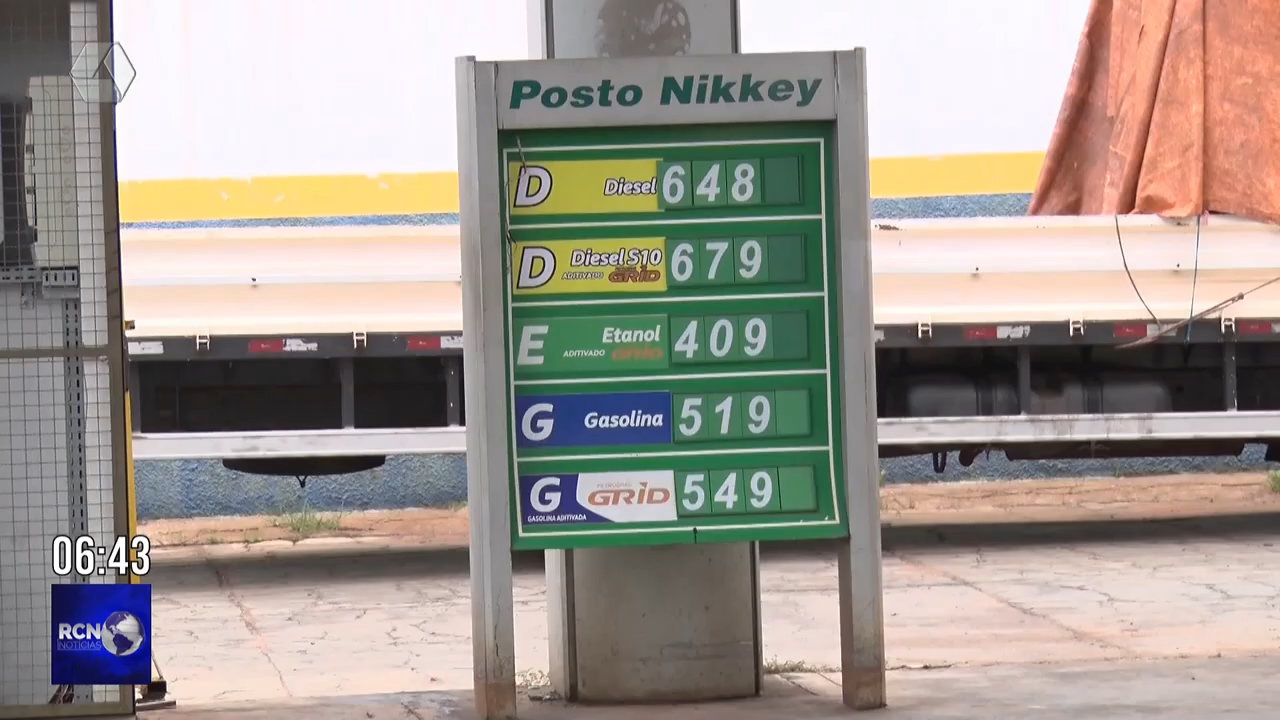 Posto Nikkey
D Diesel 648
D Diesel S10 679
ADITIVADO GRID
E Etanol 409
ADITIVADO GRID
G Gasolina 519
PETROBRAS
G GRID 549
GASOLINA ADITIVADA
06:43
RCN
NOTÍCIAS